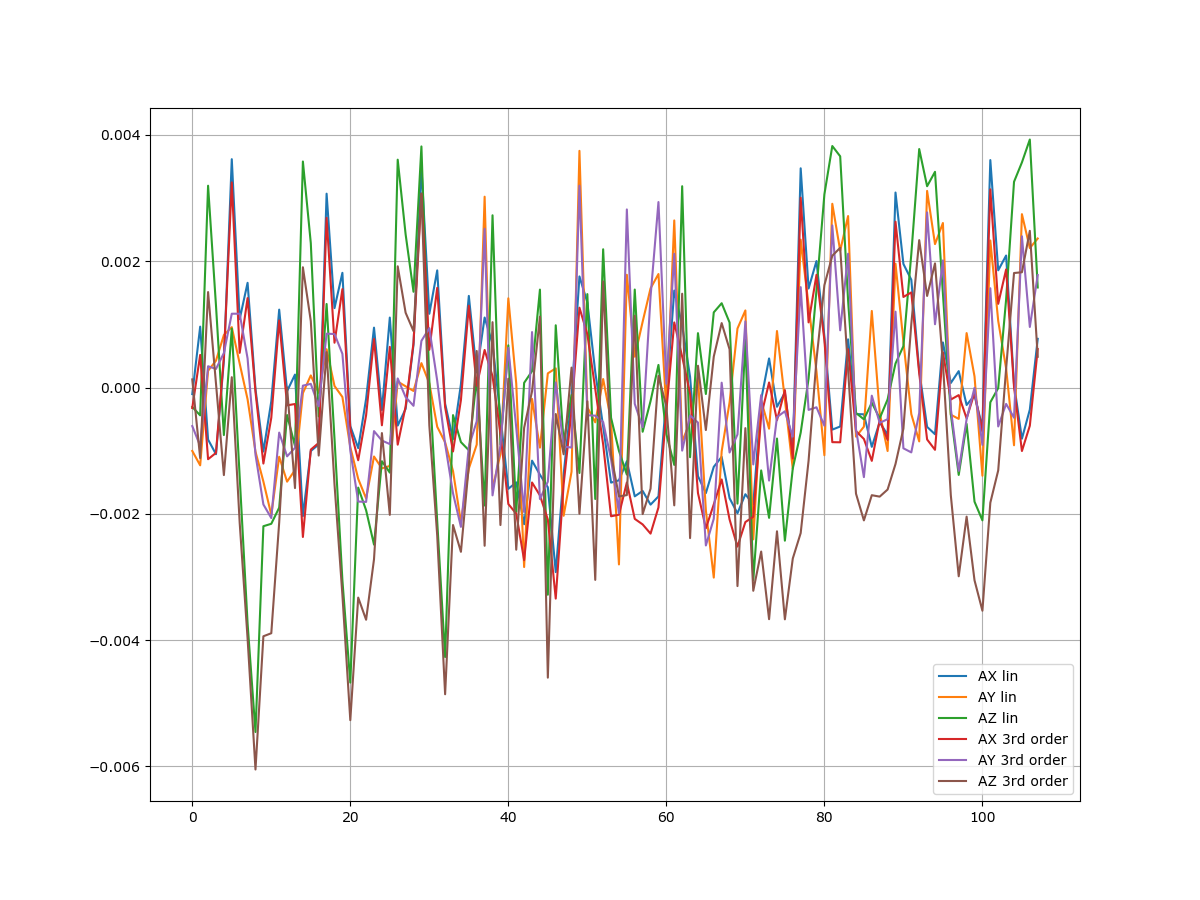 0.004
0.002
0.000
−0.002
−0.004
−0.006
0 20 40 60 80 100
AX lin
AY lin
AZ lin
AX 3rd order
AY 3rd order
AZ 3rd order